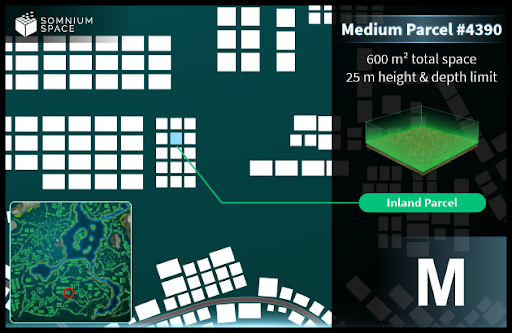 SOMNIUM
SPACE
Medium Parcel #4390
600 m² total space
25 m height & depth limit
Inland Parcel
M